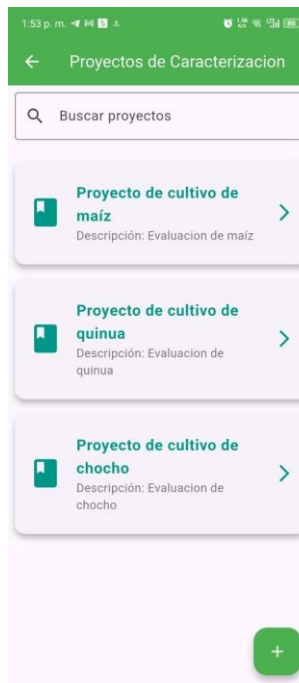 1:53 p. m.
Proyectos de Caracterizacion
Buscar proyectos
Proyecto de cultivo de
maíz
Descripción: Evaluacion de maiz
Proyecto de cultivo de
quinua
Descripción: Evaluacion de
quinua
Proyecto de cultivo de
chocho
Descripción: Evaluacion de
chocho
+